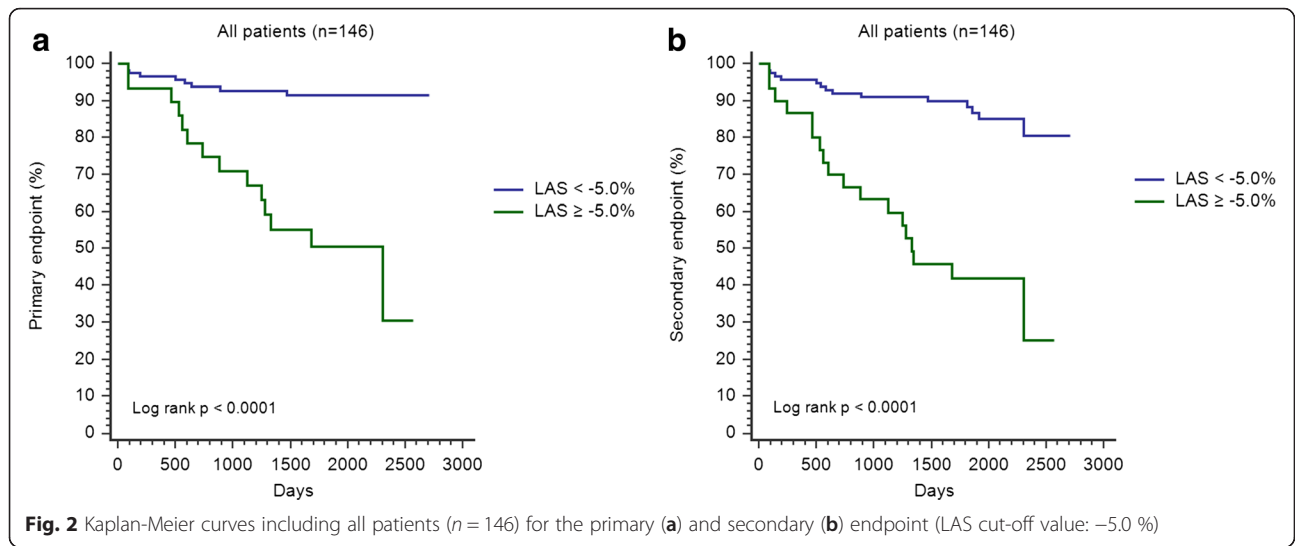 a
All patients (n=146)
Primary endpoint (%)
100
90
80
70
60
50
40
30
20
10
0
0 500 1000 1500 2000 2500 3000
Days
Log rank p < 0.0001
LAS < -5.0%
LAS ≥ -5.0%
b
All patients (n=146)
Secondary endpoint (%)
100
90
80
70
60
50
40
30
20
10
0
0 500 1000 1500 2000 2500 3000
Days
Log rank p < 0.0001
LAS < -5.0%
LAS ≥ -5.0%
Fig. 2 Kaplan-Meier curves including all patients (n = 146) for the primary (a) and secondary (b) endpoint (LAS cut-off value: −5.0 %)